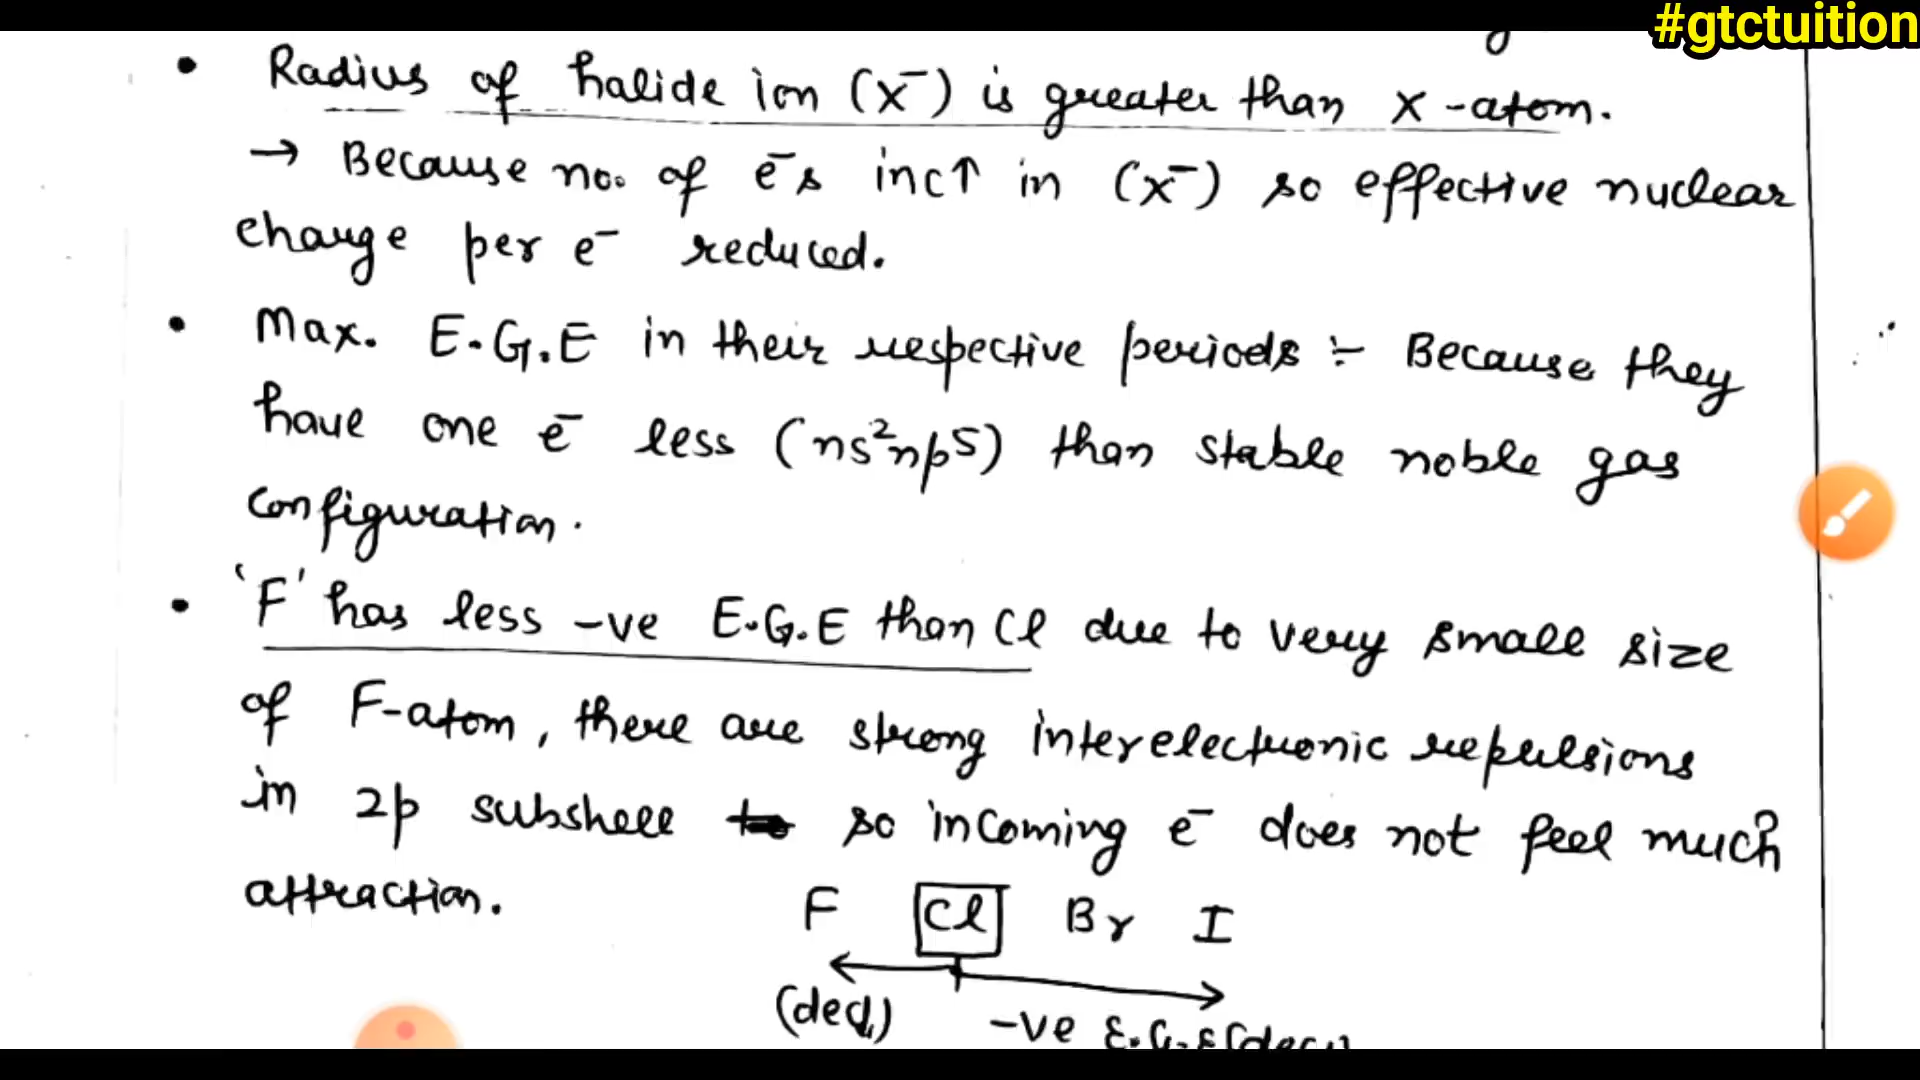 #gtctuition
• Radius of halide ion (X⁻) is greater than X-atom.
→ Because no. of e⁻s inc↑ in (X⁻) so effective nuclear
charge per e⁻ reduced.
• Max. E.G.E in their respective periods :- Because they
have one e⁻ less (ns²np⁵) than stable noble gas
configuration.
• 'F' has less -ve E.G.E than Cl due to very small size
of F-atom, there are strong interelectronic repulsions
in 2p subshell so incoming e⁻ does not feel much
attraction.
F Cl Br I
(dec↓) -ve E.G.E (dec↓)